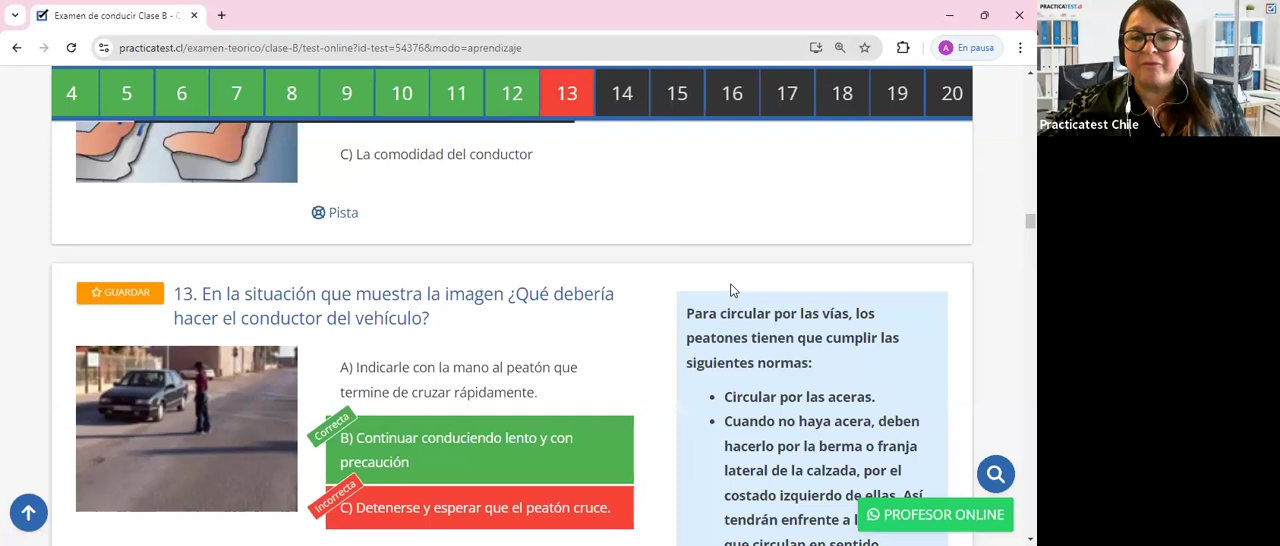 Examen de conducir Clase B - C
practicatest.cl/examen-teorico/clase-B/test-online?id-test=54376&modo=aprendizaje
A
En pausa
PRACTICATEST.cl
Practicatest Chile
4 5 6 7 8 9 10 11 12 13 14 15 16 17 18 19 20
C) La comodidad del conductor
Pista
GUARDAR
13. En la situación que muestra la imagen ¿Qué debería
hacer el conductor del vehículo?
A) Indicarle con la mano al peatón que
termine de cruzar rápidamente.
Correcta
B) Continuar conduciendo lento y con
precaución
Incorrecta
C) Detenerse y esperar que el peatón cruce.
Para circular por las vías, los
peatones tienen que cumplir las
siguientes normas:
• Circular por las aceras.
• Cuando no haya acera, deben
hacerlo por la berma o franja
lateral de la calzada, por el
costado izquierdo de ellas. Así
tendrán enfrente a
que circulan en sentido
PROFESOR ONLINE